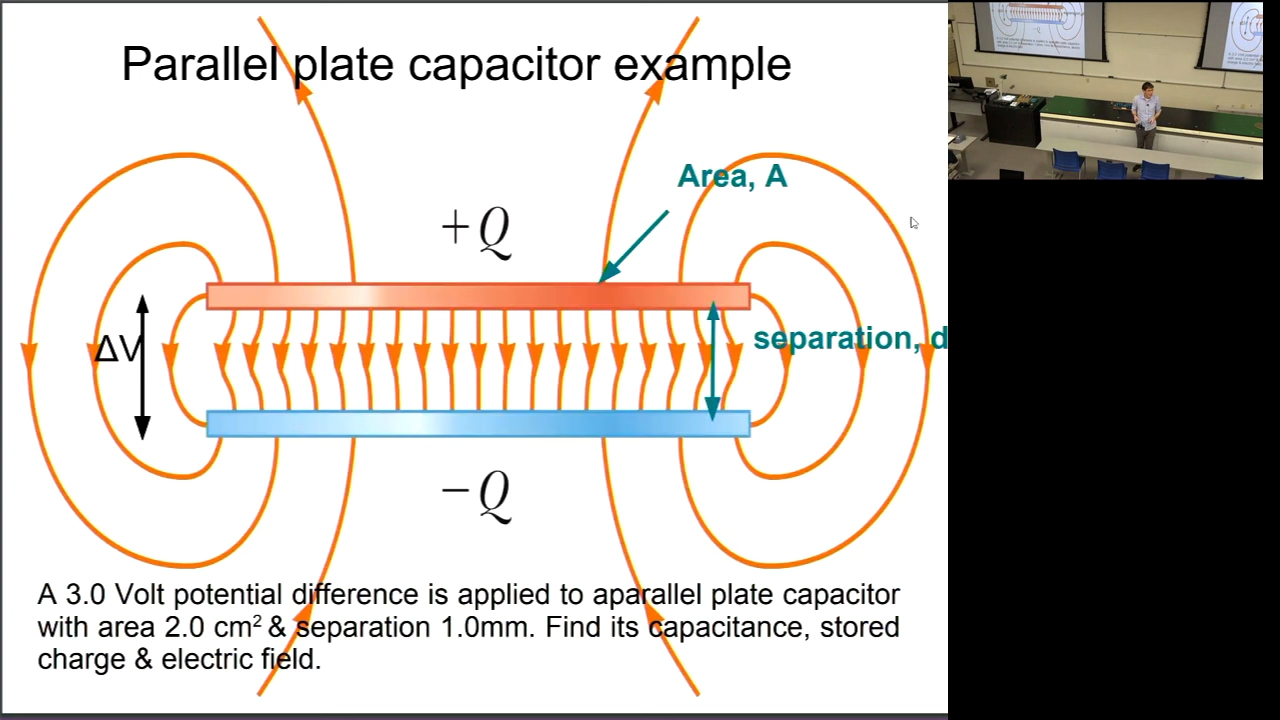 Parallel plate capacitor example
Area, A
+Q
ΔV
separation, d
−Q
A 3.0 Volt potential difference is applied to aparallel plate capacitor
with area 2.0 cm² & separation 1.0mm. Find its capacitance, stored
charge & electric field.